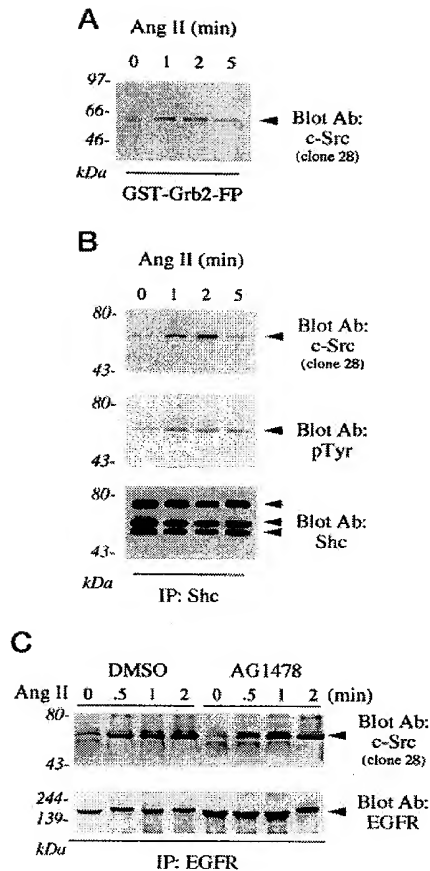 A
Ang II (min)
0 1 2 5
97-
66-
46-
kDa
Blot Ab:
c-Src
(clone 28)
GST-Grb2-FP
B
Ang II (min)
0 1 2 5
80-
43-
Blot Ab:
c-Src
(clone 28)
80-
43-
Blot Ab:
pTyr
80-
43-
kDa
Blot Ab:
Shc
IP: Shc
C
DMSO AG1478
Ang II 0 .5 1 2 0 .5 1 2 (min)
80-
43-
Blot Ab:
c-Src
(clone 28)
244-
139-
kDa
Blot Ab:
EGFR
IP: EGFR